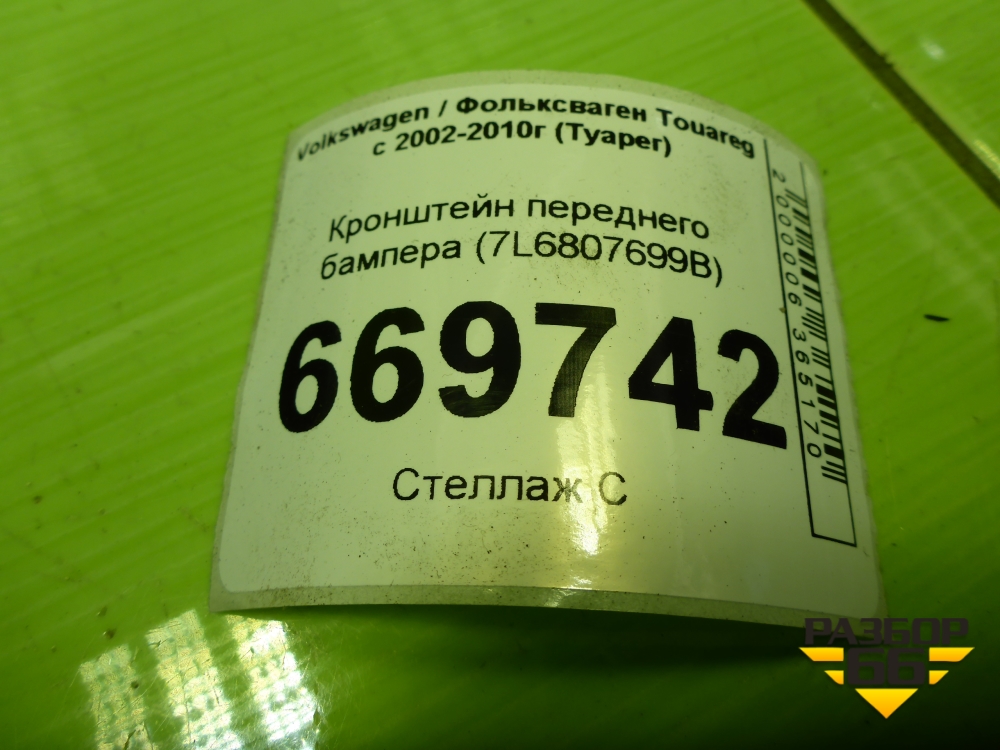 Volkswagen / Фольксваген Touareg
с 2002-2010г (Туарег)
Кронштейн переднего
бампера (7L6807699B)
669742
Стеллаж С
2000006365170
РАЗБОР
66